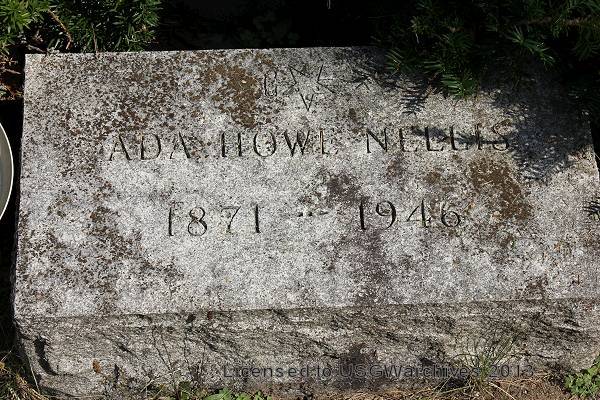 ADA HOWE NELLIS
1871 - 1946
Licensed to USGWarchives 2013